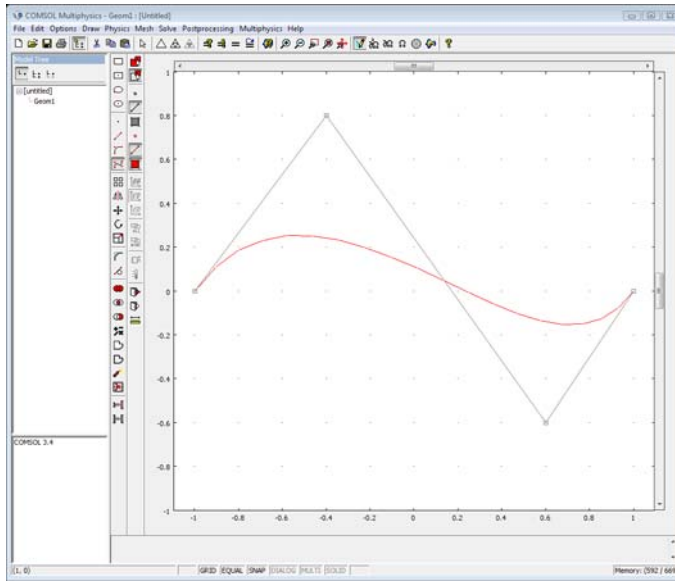 COMSOL Multiphysics - Geom1 : [Untitled]
File Edit Options Draw Physics Mesh Solve Postprocessing Multiphysics Help
Model Tree
[untitled]
Geom1
1
0.8
0.6
0.4
0.2
0
-0.2
-0.4
-0.6
-0.8
-1
-1 -0.8 -0.6 -0.4 -0.2 0 0.2 0.4 0.6 0.8 1
COMSOL 3.4
(1, 0)
GRID EQUAL SNAP DIALOG MULTI SOLID
Memory: (592 / 669